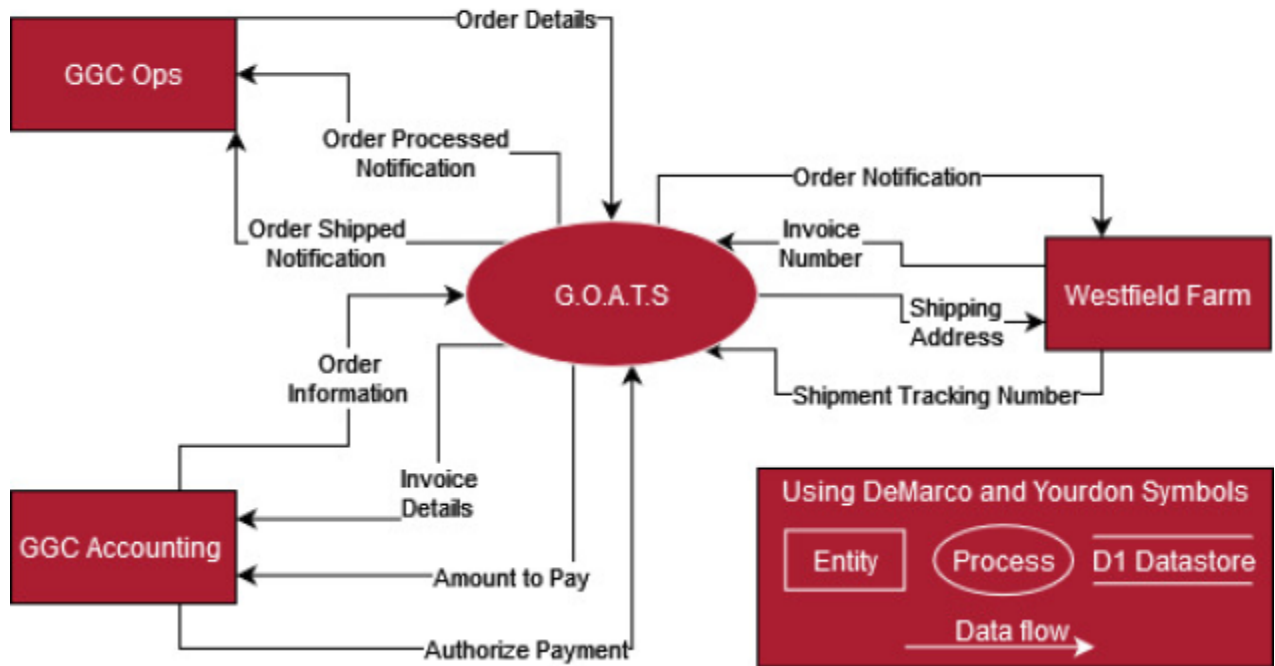 Order Details
GGC Ops
Order Processed
Notification
Order Notification
Order Shipped
Notification
Invoice
Number
G.O.A.T.S
Westfield Farm
Shipping
Address
Order
Information
Shipment Tracking Number
Invoice
Details
GGC Accounting
Amount to Pay
Authorize Payment
Using DeMarco and Yourdon Symbols
Entity
Process
D1 Datastore
Data flow